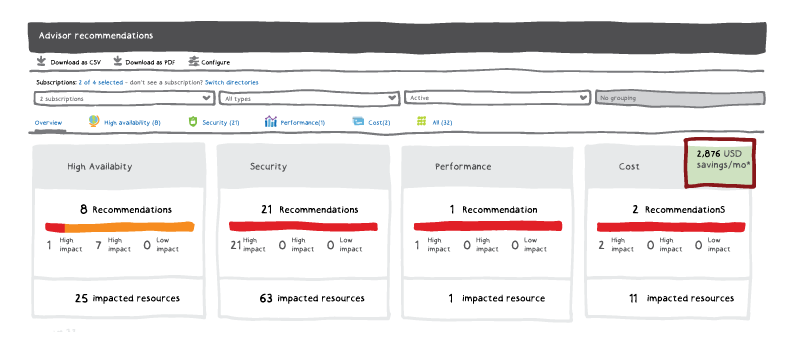 Advisor recommendations
Download as CSV Download as PDF Configure
Subscriptions: 2 of 4 selected - don't see a subscription? Switch directories
2 subscriptions All types Active No grouping
Overview High availability (8) Security (21) Performance(1) Cost(2) All (32)
High Availabity Security Performance Cost 2,876 USD
savings/mo*
8 Recommendations 21 Recommendations 1 Recommendation 2 RecommendationS
1 High impact 7 High impact 0 Low impact 21 High impact 0 High impact 0 Low impact 1 High impact 0 High impact 0 Low impact 2 High impact 0 High impact 0 Low impact
25 impacted resources 63 impacted resources 1 impacted resource 11 impacted resources